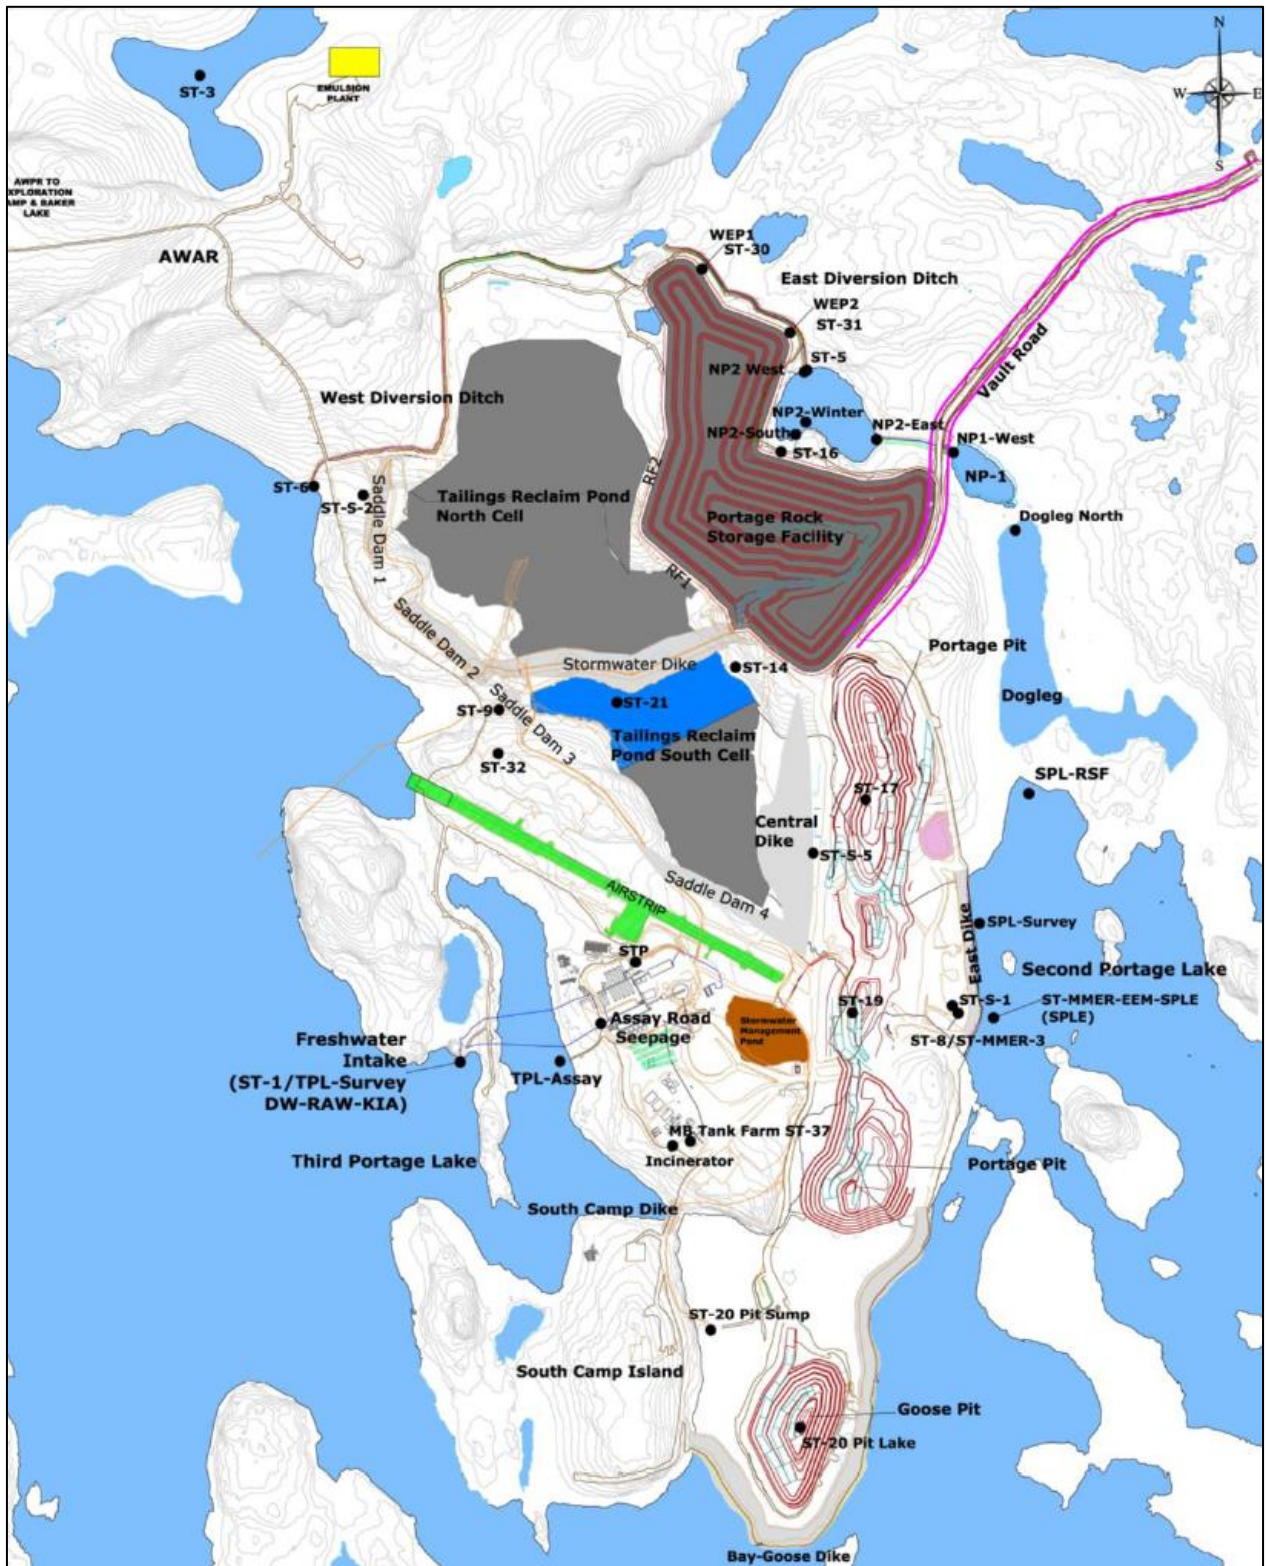 N
W
E
S
ST-3
EMULSION
PLANT
AWPR TO
XPLORATION
AMP & BAKER
LAKE
AWAR
WEP1
ST-30
East Diversion Ditch
WEP2
ST-31
ST-5
NP2 West
Vault Road
West Diversion Ditch
NP2-Winter
NP2-South
NP2-East
NP1-West
ST-16
NP-1
RF2
ST-6
ST-S-2
Saddle Dam 1
Tailings Reclaim Pond
North Cell
Portage Rock
Storage Facility
Dogleg North
RF1
Saddle Dam 2
Portage Pit
Stormwater Dike
ST-14
Dogleg
ST-9
Saddle Dam 3
ST-21
Tailings Reclaim
Pond South Cell
ST-32
SPL-RSF
ST-17
Central
Dike
ST-S-5
AIRSTRIP
Saddle Dam 4
SPL-Survey
East Dike
STP
Second Portage Lake
ST-19
ST-S-1
ST-MMER-EEM-SPLE
(SPLE)
Assay Road
Seepage
Stormwater
Management
Pond
ST-8/ST-MMER-3
Freshwater
Intake
(ST-1/TPL-Survey
DW-RAW-KIA)
TPL-Assay
MB Tank Farm ST-37
Incinerator
Third Portage Lake
Portage Pit
South Camp Dike
ST-20 Pit Sump
South Camp Island
Goose Pit
ST-20 Pit Lake
Bay-Goose Dike